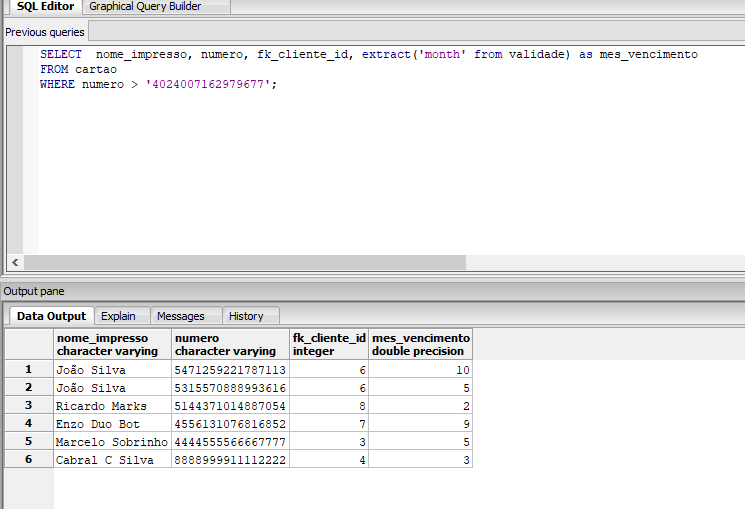 SQL Editor Graphical Query Builder
Previous queries
SELECT nome_impresso, numero, fk_cliente_id, extract('month' from validade) as mes_vencimento
FROM cartao
WHERE numero > '4024007162979677';
Output pane
Data Output Explain Messages History
nome_impresso numero fk_cliente_id mes_vencimento
character varying character varying integer double precision
1 João Silva 5471259221787113 6 10
2 João Silva 5315570888993616 6 5
3 Ricardo Marks 5144371014887054 8 2
4 Enzo Duo Bot 4556131076816852 7 9
5 Marcelo Sobrinho 4444555566667777 3 5
6 Cabral C Silva 8888999911112222 4 3